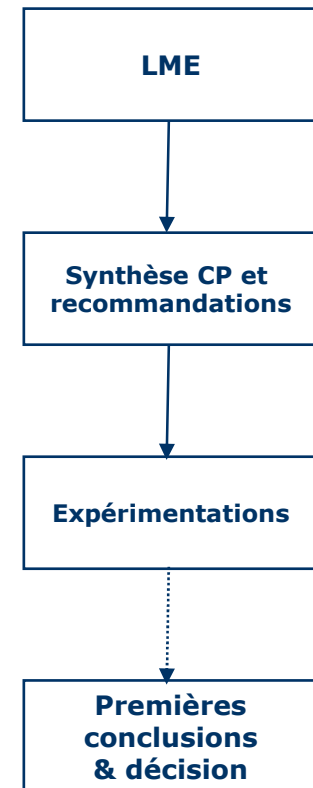 LME
Synthèse CP et
recommandations
Expérimentations
Premières
conclusions
& décision